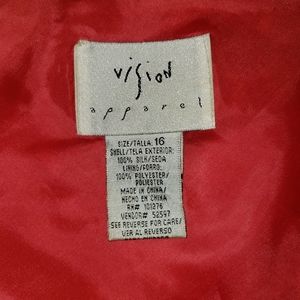 vision
apparel
SIZE/TALLA: 16
SHELL/TELA EXTERIOR:
100% SILK/SEDA
LINING/FORRO:
100% POLYESTER/
POLIESTER
MADE IN CHINA/
HECHO EN CHINA
RN# 101276
VENDOR# 52597
SEE REVERSE FOR CARE/
VER AL REVERSO